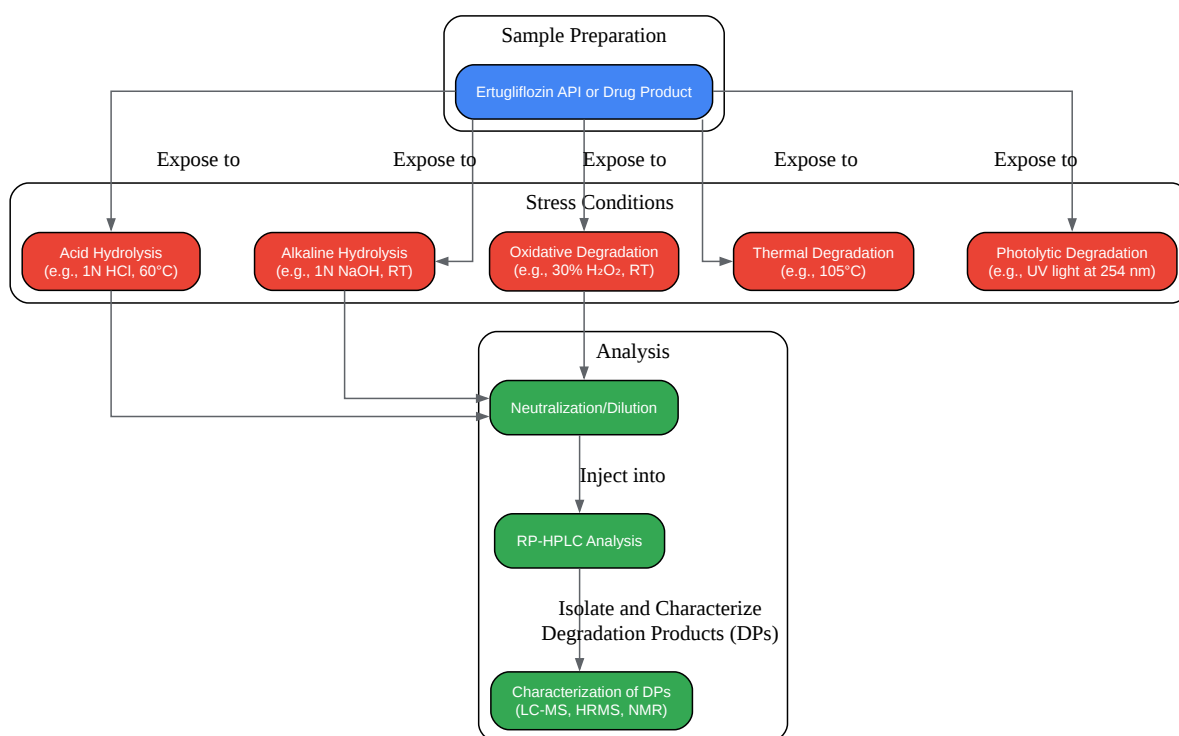 Sample Preparation
Ertugliflozin API or Drug Product
Expose to
Expose to
Expose to
Expose to
Expose to
Stress Conditions
Acid Hydrolysis
(e.g., 1N HCl, 60°C)
Alkaline Hydrolysis
(e.g., 1N NaOH, RT)
Oxidative Degradation
(e.g., 30% H₂O₂, RT)
Thermal Degradation
(e.g., 105°C)
Photolytic Degradation
(e.g., UV light at 254 nm)
Analysis
Neutralization/Dilution
Inject into
RP-HPLC Analysis
Isolate and Characterize
Degradation Products (DPs)
Characterization of DPs
(LC-MS, HRMS, NMR)